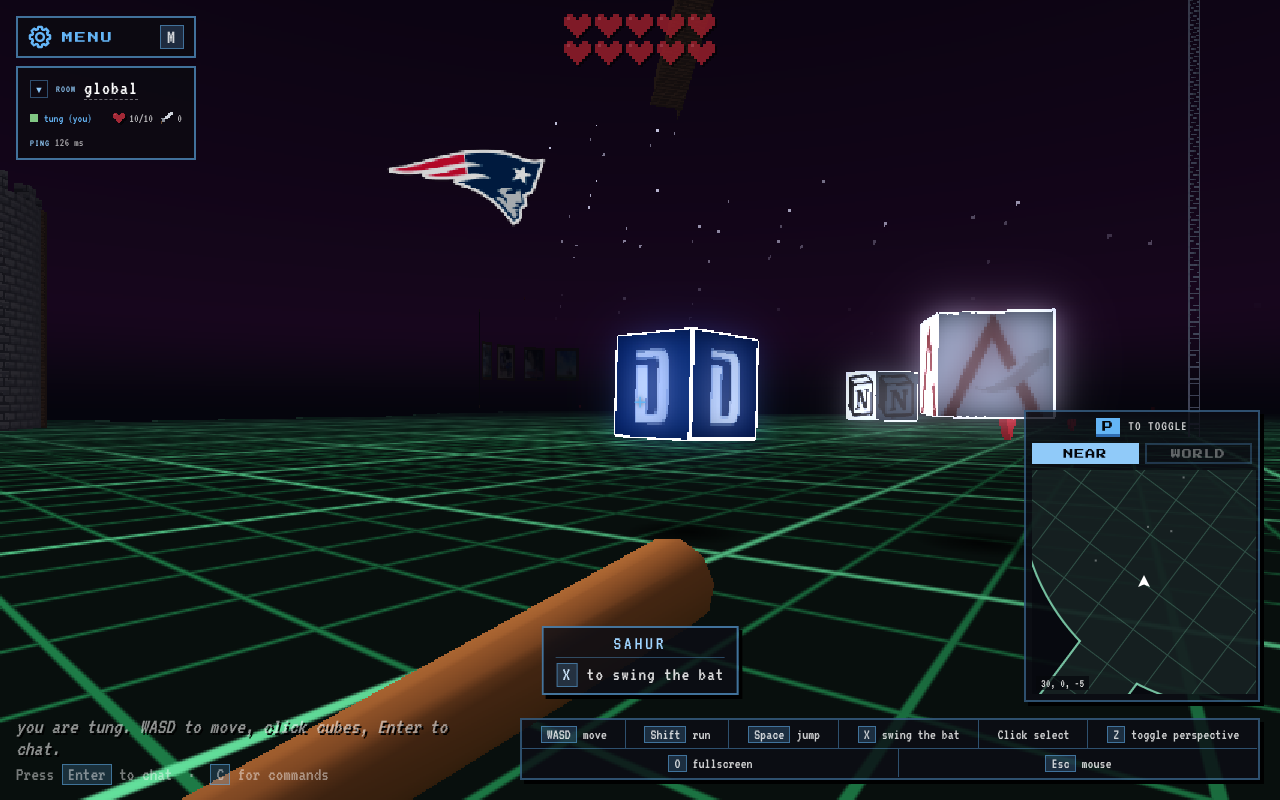 MENU M
▼ ROOM global
tung (you) 10/10 0
PING 126 ms
D D
N N
A
P TO TOGGLE
NEAR WORLD
30, 0, -5
SAHUR
X to swing the bat
you are tung. WASD to move, click cubes, Enter to
chat.
Press Enter to chat · C for commands
WASD move Shift run Space jump X swing the bat Click select Z toggle perspective
O fullscreen Esc mouse